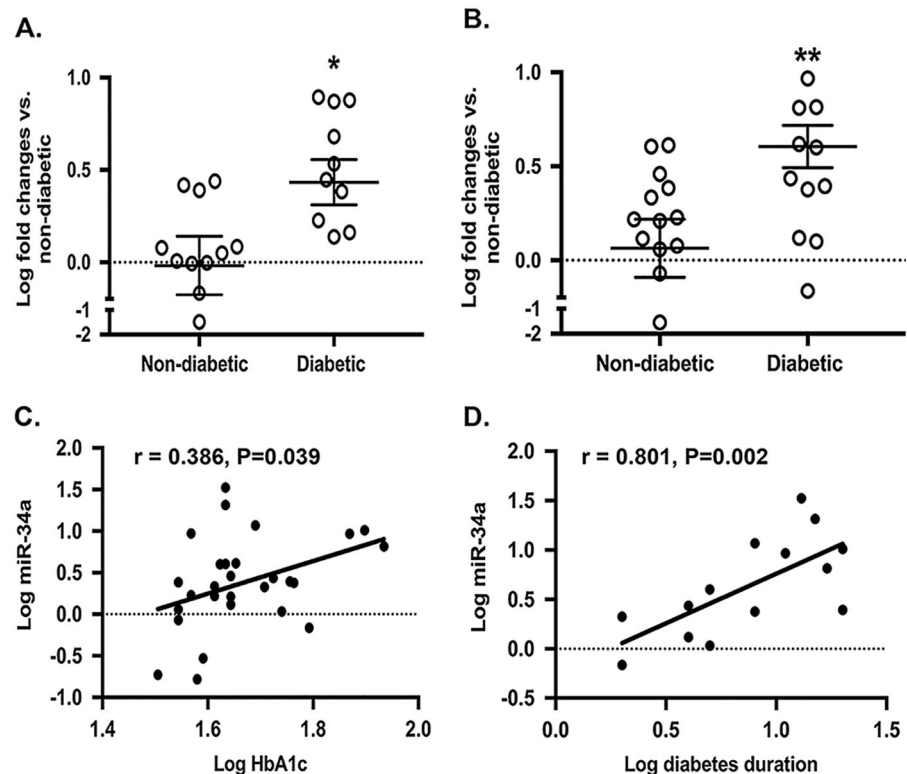 A.
Log fold changes vs.
non-diabetic
*
1.0
0.5
0.0
-1
-2
Non-diabetic
Diabetic
B.
Log fold changes vs.
non-diabetic
**
1.0
0.5
0.0
-1
-2
Non-diabetic
Diabetic
C.
Log miR-34a
r = 0.386, P=0.039
2.0
1.5
1.0
0.5
0.0
-0.5
-1.0
1.4
1.6
1.8
2.0
Log HbA1c
D.
Log miR-34a
r = 0.801, P=0.002
2.0
1.5
1.0
0.5
0.0
-0.5
0.0
0.5
1.0
1.5
Log diabetes duration